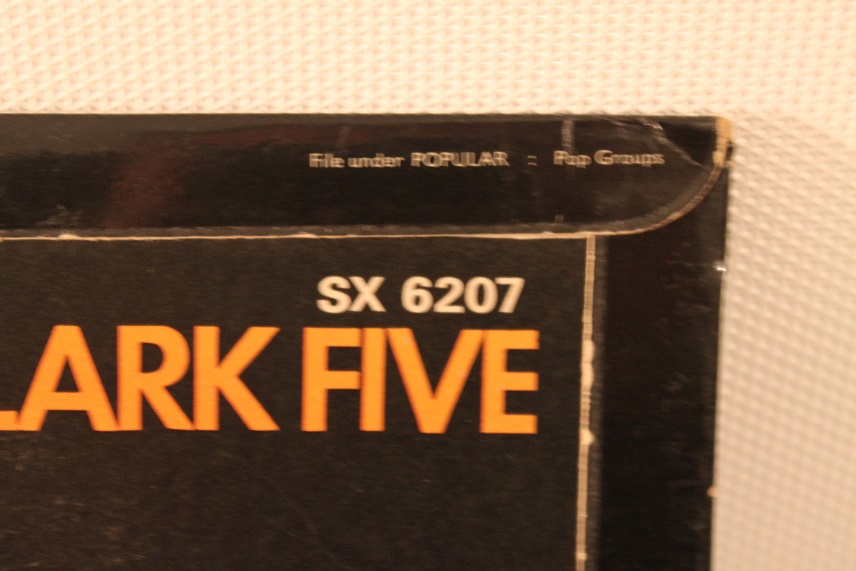 File under POPULAR : Pop Groups
SX 6207
LARK FIVE